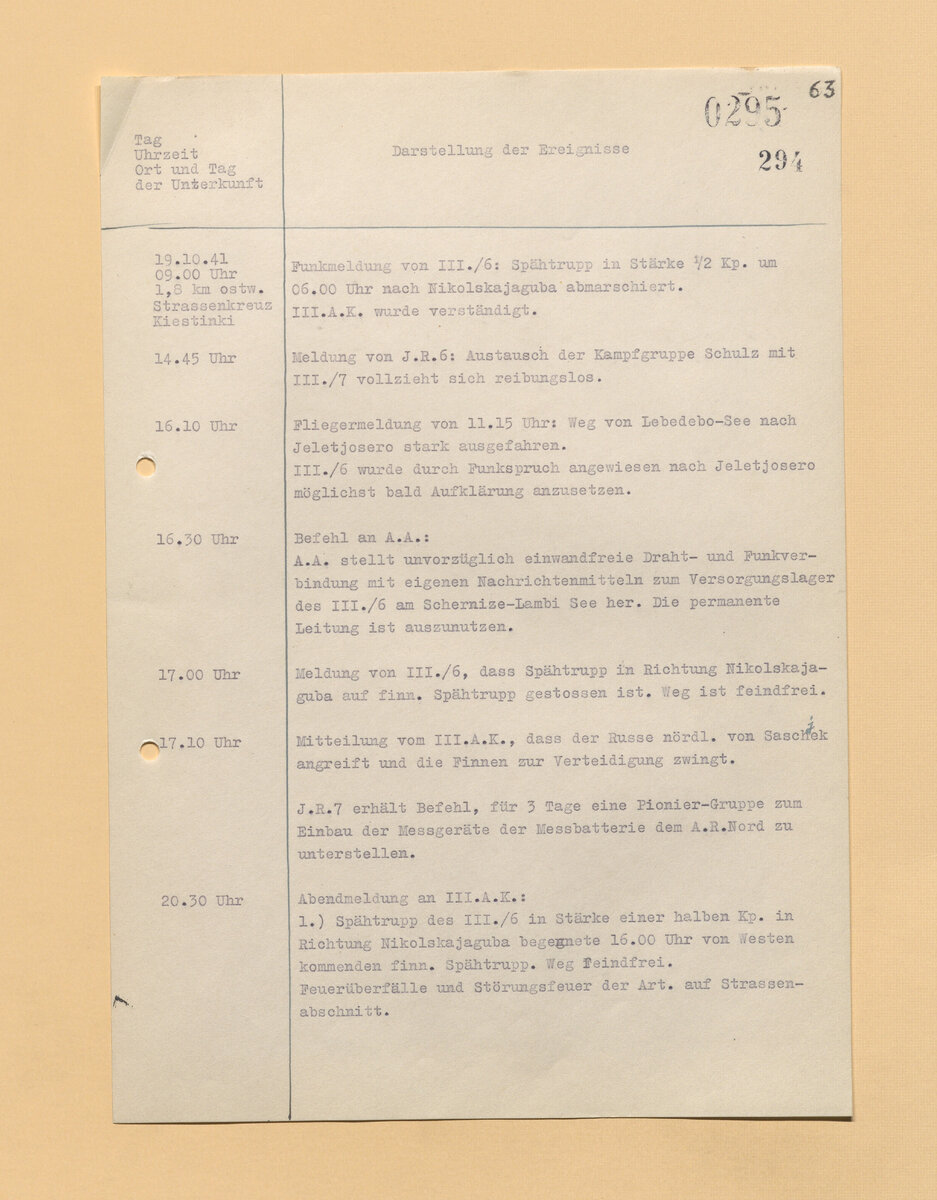 63
0295
294
Tag
Uhrzeit
Ort und Tag
der Unterkunft
Darstellung der Ereignisse
19.10.41
09.00 Uhr
1,8 km ostw.
Strassenkreuz
Kiestinki
Funkmeldung von III./6: Spähtrupp in Stärke 1/2 Kp. um
06.00 Uhr nach Nikolskajaguba abmarschiert.
III.A.K. wurde verständigt.
14.45 Uhr
Meldung von J.R.6: Austausch der Kampfgruppe Schulz mit
III./7 vollzieht sich reibungslos.
16.10 Uhr
Fliegermeldung von 11.15 Uhr: Weg von Lebedebo-See nach
Jeletjosero stark ausgefahren.
III./6 wurde durch Funkspruch angewiesen nach Jeletjosero
möglichst bald Aufklärung anzusetzen.
16.30 Uhr
Befehl an A.A.:
A.A. stellt unvorzüglich einwandfreie Draht- und Funkver-
bindung mit eigenen Nachrichtenmitteln zum Versorgungslager
des III./6 am Schernize-Lambi See her. Die permanente
Leitung ist auszunutzen.
17.00 Uhr
Meldung von III./6, dass Spähtrupp in Richtung Nikolskaja-
guba auf finn. Spähtrupp gestossen ist. Weg ist feindfrei.
17.10 Uhr
Mitteilung vom III.A.K., dass der Russe nördl. von Saschjek
angreift und die Finnen zur Verteidigung zwingt.
J.R.7 erhält Befehl, für 3 Tage eine Pionier-Gruppe zum
Einbau der Messgeräte der Messbatterie dem A.R.Nord zu
unterstellen.
20.30 Uhr
Abendmeldung an III.A.K.:
1.) Spähtrupp des III./6 in Stärke einer halben Kp. in
Richtung Nikolskajaguba begegnete 16.00 Uhr von Westen
kommenden finn. Spähtrupp. Weg feindfrei.
Feuerüberfälle und Störungsfeuer der Art. auf Strassen-
abschnitt.